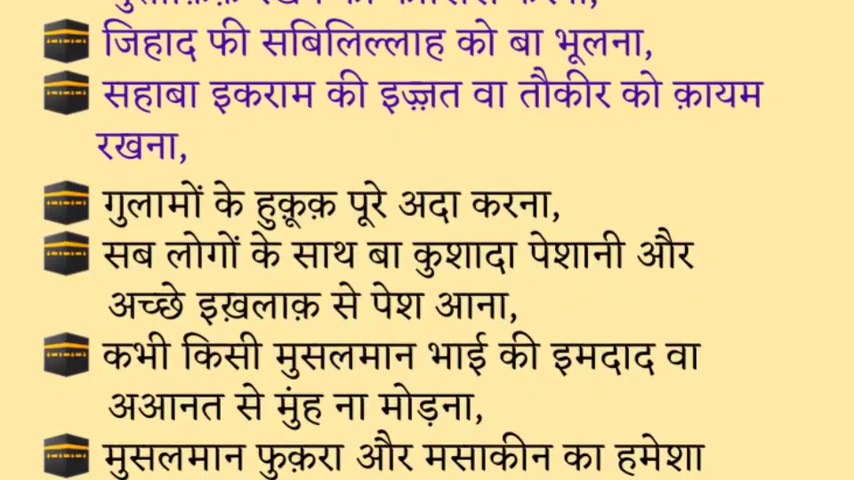 जिहाद फी सबिलिल्लाह को बा भूलना,
सहाबा इकराम की इज़्ज़त वा तौकीर को क़ायम
रखना,
गुलामों के हुक़ूक़ पूरे अदा करना,
सब लोगों के साथ बा कुशादा पेशानी और
अच्छे इख़लाक़ से पेश आना,
कभी किसी मुसलमान भाई की इमदाद वा
अआनत से मुंह ना मोड़ना,
मुसलमान फुक़रा और मसाकीन का हमेशा